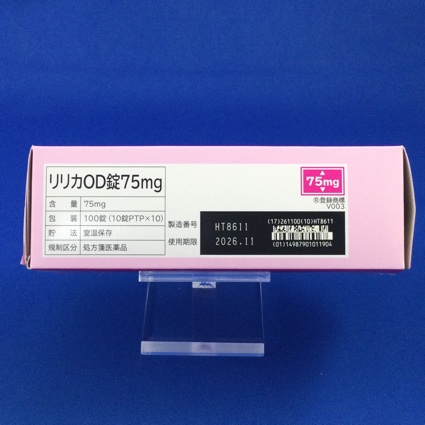 リリカOD錠75mg
含 量 75mg
包 装 100錠(10錠PTP×10)
貯 法 室温保存
規制区分 処方箋医薬品
75mg
®登録商標
V003
製造番号 HT8611
使用期限 2026.11
(17)261100(10)HT8611
(01)14987901011904